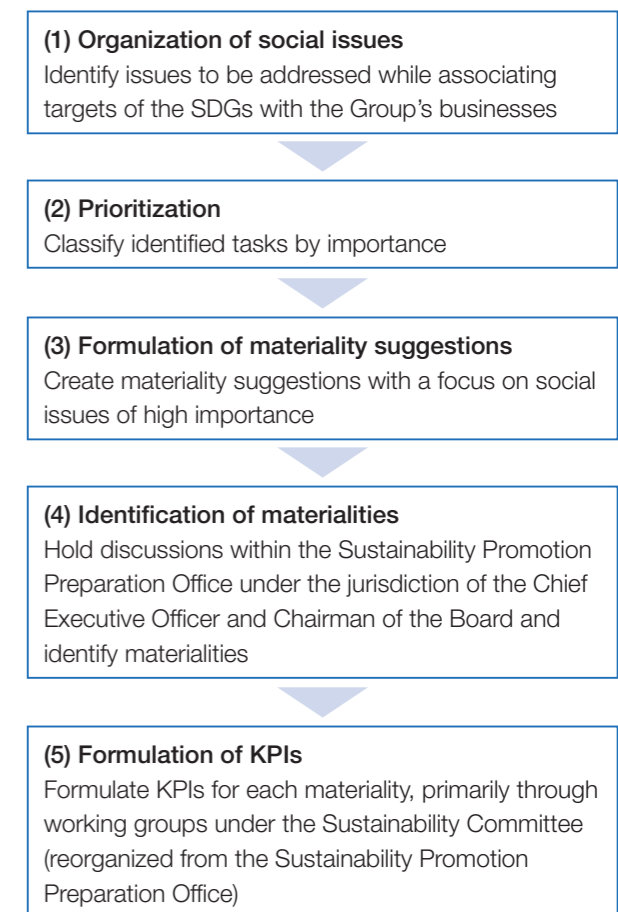 (1) Organization of social issues
Identify issues to be addressed while associating
targets of the SDGs with the Group’s businesses
(2) Prioritization
Classify identified tasks by importance
(3) Formulation of materiality suggestions
Create materiality suggestions with a focus on social
issues of high importance
(4) Identification of materialities
Hold discussions within the Sustainability Promotion
Preparation Office under the jurisdiction of the Chief
Executive Officer and Chairman of the Board and
identify materialities
(5) Formulation of KPIs
Formulate KPIs for each materiality, primarily through
working groups under the Sustainability Committee
(reorganized from the Sustainability Promotion
Preparation Office)